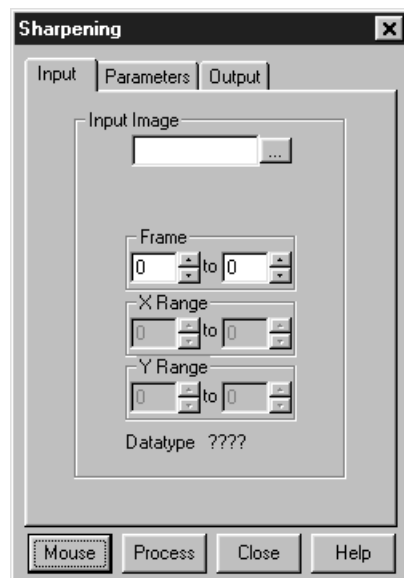 Sharpening
Input Parameters Output
Input Image
...
Frame
0 to 0
X Range
0 to 0
Y Range
0 to 0
Datatype ????
Mouse Process Close Help